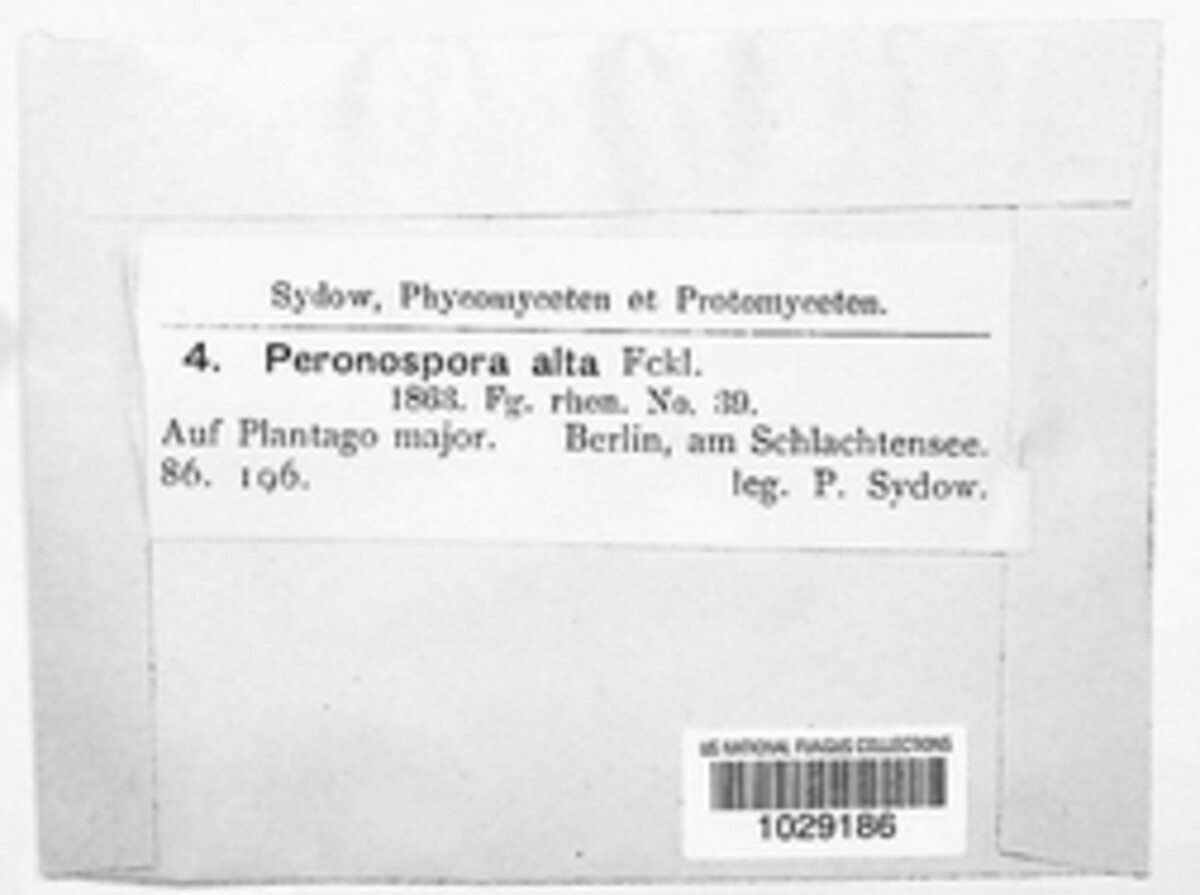 Sydow, Phycomyceten et Protomyceten.
4. Peronospora alta Fckl.
1863. Fg. rhen. No. 39.
Auf Plantago major. Berlin, am Schlachtensee.
86. 196. leg. P. Sydow.
US NATIONAL FUNGUS COLLECTIONS
1029186